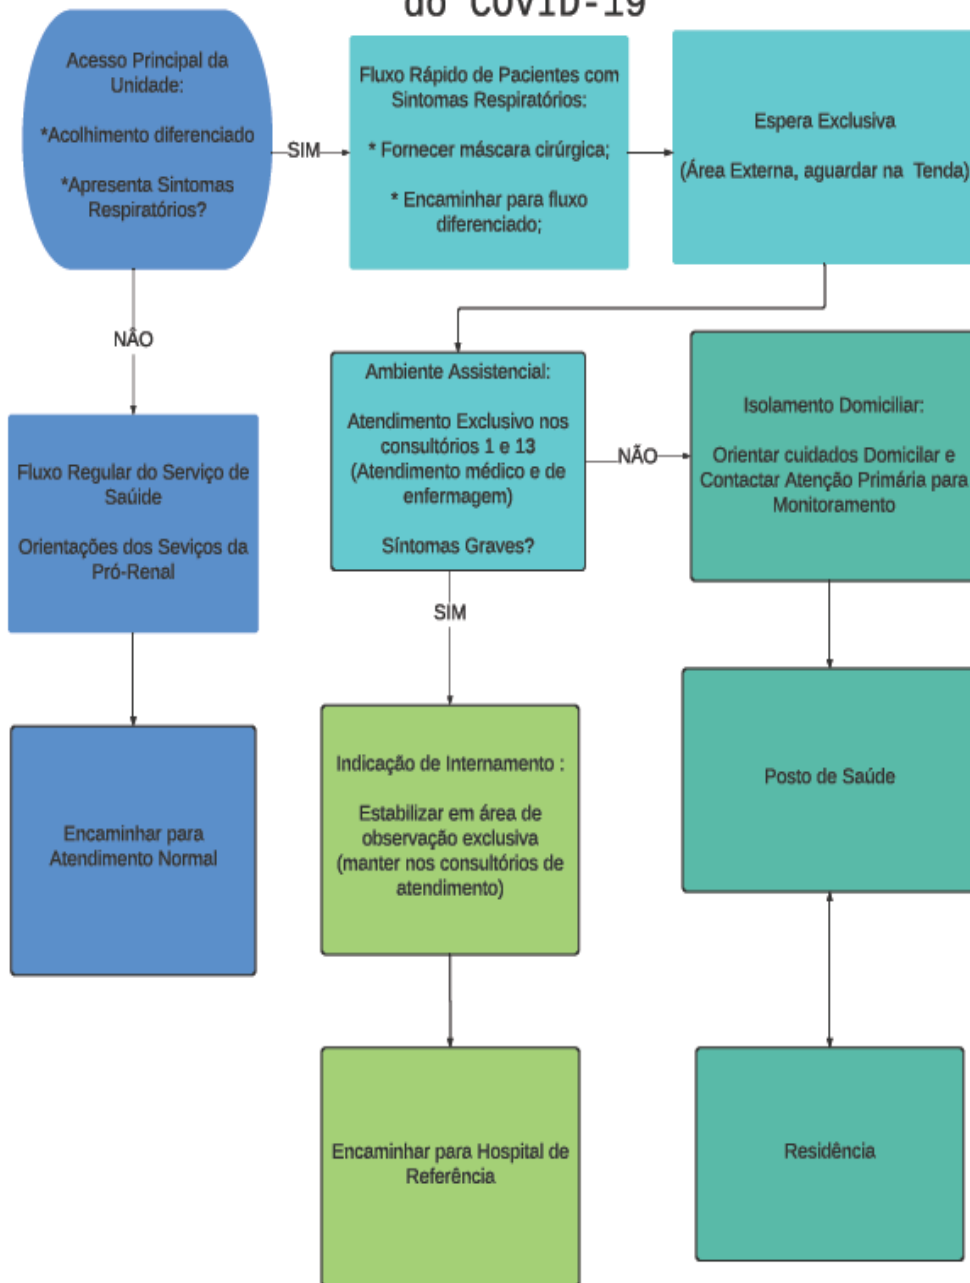 do COVID-19
Acesso Principal da
Unidade:
*Acolhimento diferenciado
*Apresenta Sintomas
Respiratórios?
SIM
Fluxo Rápido de Pacientes com
Sintomas Respiratórios:
* Fornecer máscara cirúrgica;
* Encaminhar para fluxo
diferenciado;
Espera Exclusiva
(Área Externa, aguardar na Tenda)
NÂO
Ambiente Assistencial:
Atendimento Exclusivo nos
consultórios 1 e 13
(Atendimento médico e de
enfermagem)
Síntomas Graves?
NÃO
Isolamento Domiciliar:
Orientar cuidados Domicilar e
Contactar Atenção Primária para
Monitoramento
Fluxo Regular do Serviço de
Saúide
Orientações dos Seviços da
Pró-Renal
SIM
Indicação de Internamento :
Estabilizar em área de
observação exclusiva
(manter nos consultórios de
atendimento)
Posto de Saúde
Encaminhar para
Atendimento Normal
Encaminhar para Hospital de
Referência
Residência